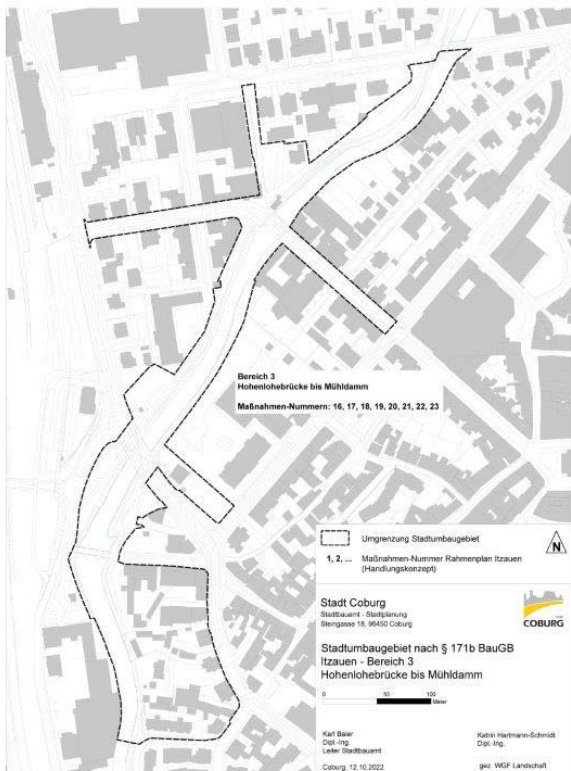 Bereich 3
Hohenlohebrücke bis Mühldamm
Maßnahmen-Nummern: 16, 17, 18, 19, 20, 21, 22, 23
Umgrenzung Stadtumbaugebiet
1, 2, ... Maßnahmen-Nummer Rahmenplan Itzauen
(Handlungskonzept)
N
Stadt Coburg
Stadtbauamt - Stadtplanung
Steingasse 18, 96450 Coburg
COBURG
Stadtumbaugebiet nach § 171b BauGB
Itzauen - Bereich 3
Hohenlohebrücke bis Mühldamm
0 50 100
Meter
Karl Baier
Dipl.-Ing.
Leiter Stadtbauamt
Katrin Hartmann-Schmidt
Dipl.-Ing.
Coburg: 12.10.2022
gez. WGF Landschaft